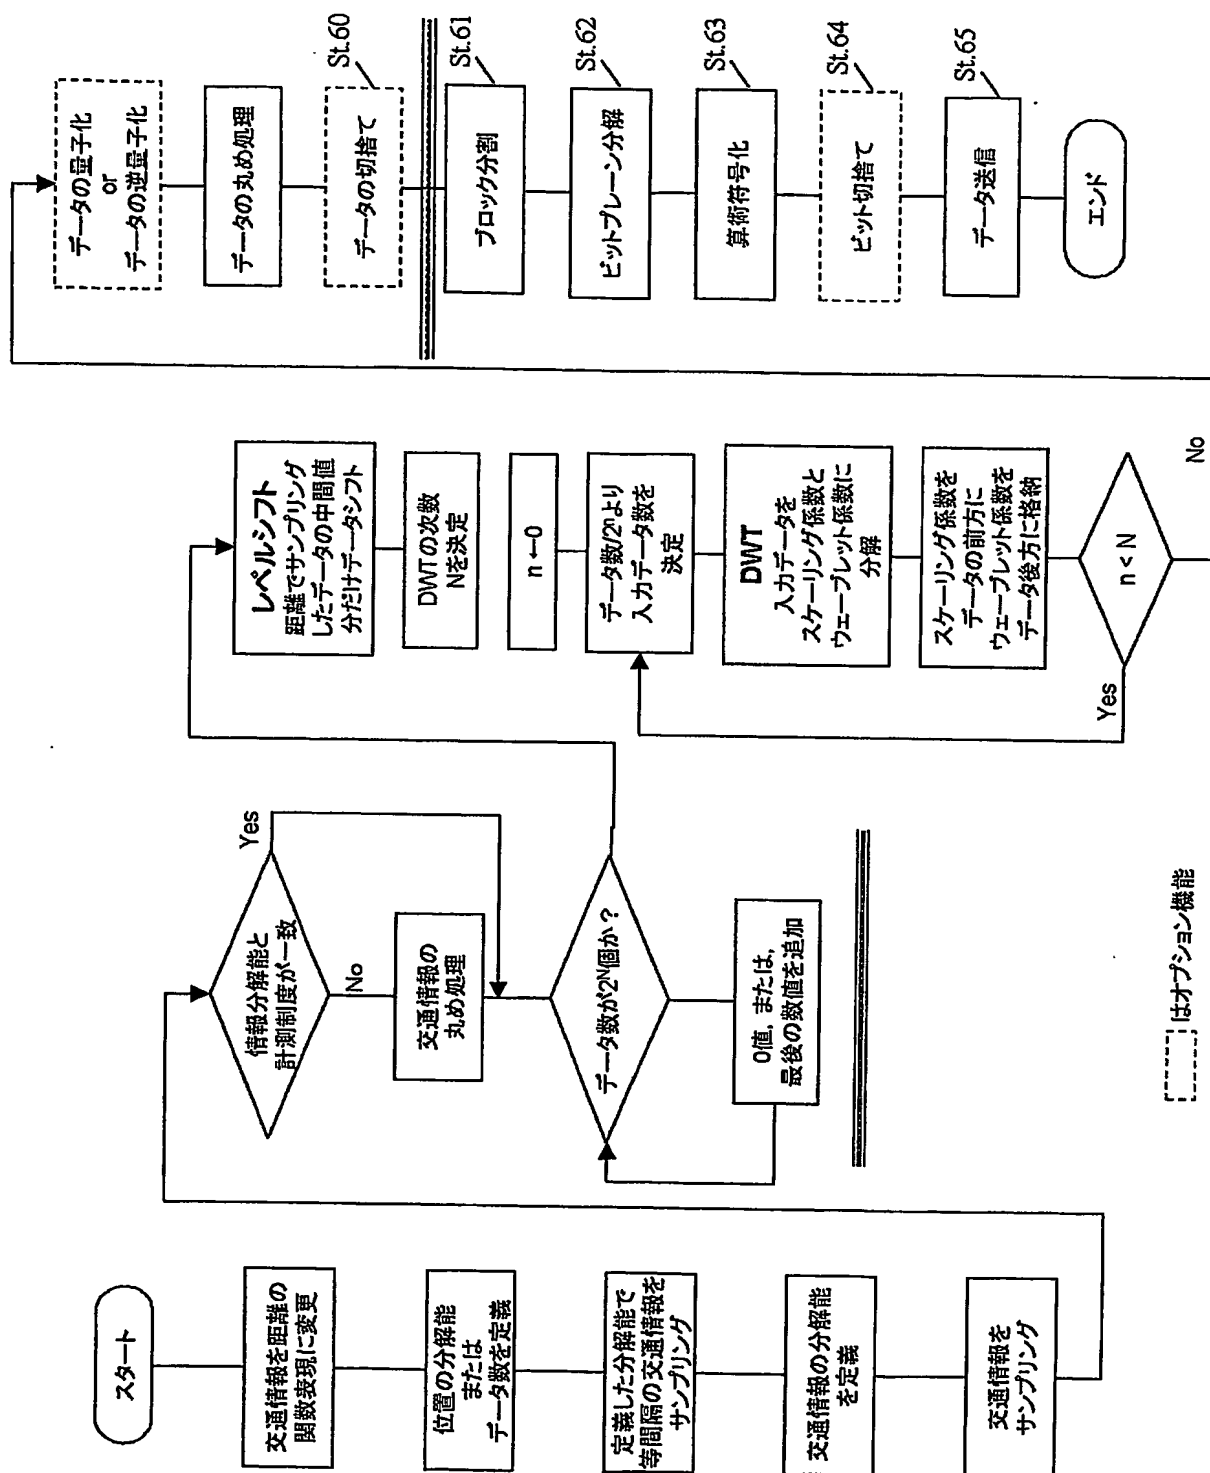 スタート
交通情報を距離の
関数表現に変更
位置の分解能
または
データ数を定義
定義した分解能で
等間隔の交通情報を
サンプリング
交通情報の分解能
を定義
交通情報を
サンプリング
情報分解能と
計測制度が一致
Yes
No
交通情報の
丸め処理
データ数が2ᴺ個か？
0値，または，
最後の数値を追加
レベルシフト
距離でサンプリング
したデータの中間値
分だけデータシフト
DWTの次数
Nを決定
n←0
データ数/2ⁿより
入力データ数を
決定
DWT
入力データを
スケーリング係数と
ウェーブレット係数に
分解
スケーリング係数を
データの前方に
ウェーブレット係数を
データ後方に格納
n < N
Yes
No
データの量子化
or
データの逆量子化
データの丸め処理
データの切捨て
St.60
ブロック分割
St.61
ビットプレーン分解
St.62
算術符号化
St.63
ビット切捨て
St.64
データ送信
St.65
エンド
はオプション機能